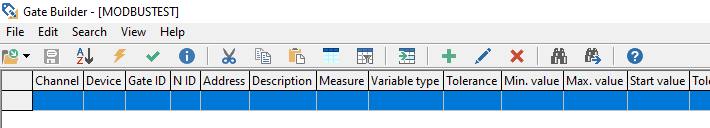 Gate Builder - [MODBUSTEST]
File Edit Search View Help
Channel Device Gate ID N ID Address Description Measure Variable type Tolerance Min. value Max. value Start value Tole